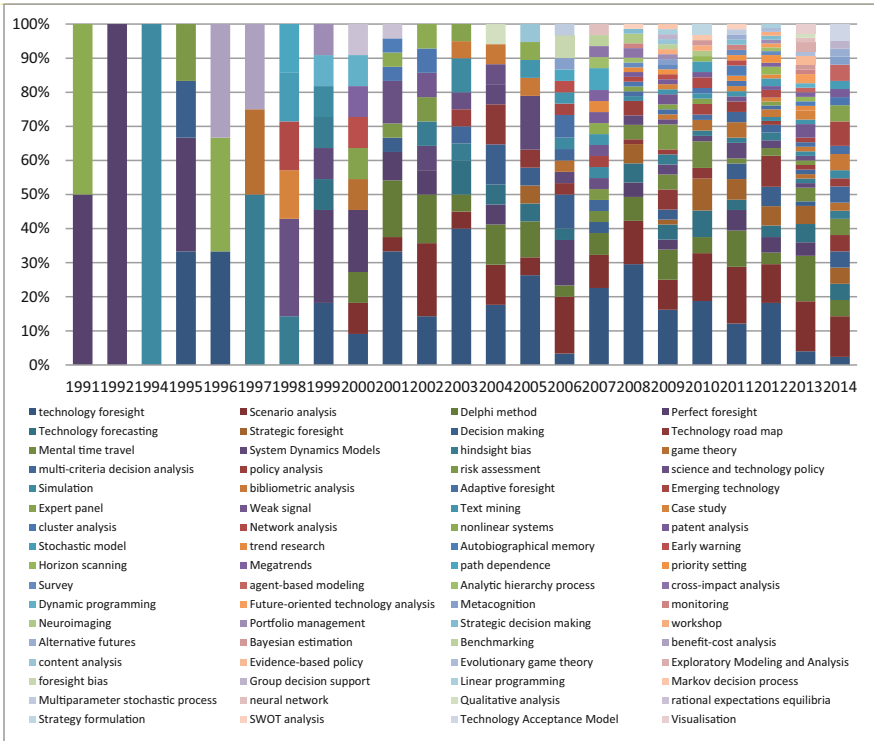 100%
90%
80%
70%
60%
50%
40%
30%
20%
10%
0%
1991 1992 1994 1995 1996 1997 1998 1999 2000 2001 2002 2003 2004 2005 2006 2007 2008 2009 2010 2011 2012 2013 2014
technology foresight Scenario analysis Delphi method Perfect foresight
Technology forecasting Strategic foresight Decision making Technology road map
Mental time travel System Dynamics Models hindsight bias game theory
multi-criteria decision analysis policy analysis risk assessment science and technology policy
Simulation bibliometric analysis Adaptive foresight Emerging technology
Expert panel Weak signal Text mining Case study
cluster analysis Network analysis nonlinear systems patent analysis
Stochastic model trend research Autobiographical memory Early warning
Horizon scanning Megatrends path dependence priority setting
Survey agent-based modeling Analytic hierarchy process cross-impact analysis
Dynamic programming Future-oriented technology analysis Metacognition monitoring
Neuroimaging Portfolio management Strategic decision making workshop
Alternative futures Bayesian estimation Benchmarking benefit-cost analysis
content analysis Evidence-based policy Evolutionary game theory Exploratory Modeling and Analysis
foresight bias Group decision support Linear programming Markov decision process
Multiparameter stochastic process neural network Qualitative analysis rational expectations equilibria
Strategy formulation SWOT analysis Technology Acceptance Model Visualisation